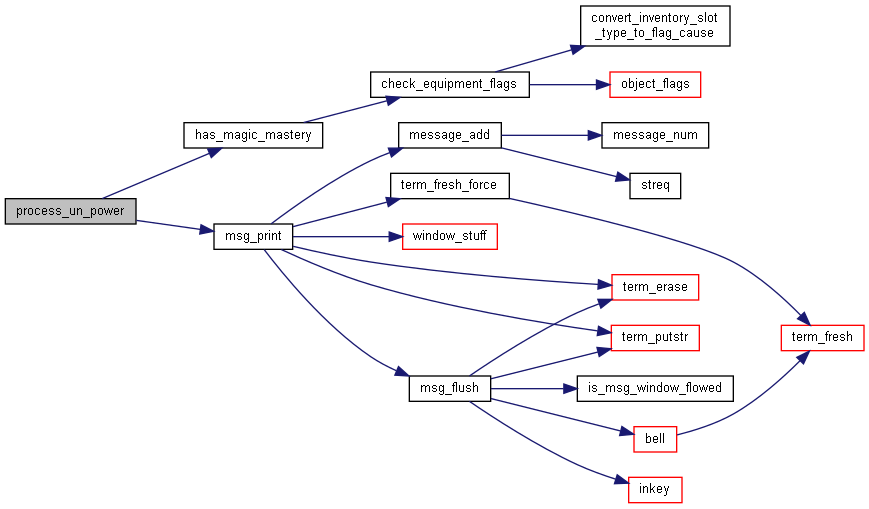 convert_inventory_slot
_type_to_flag_cause
check_equipment_flags
object_flags
has_magic_mastery
message_add
message_num
term_fresh_force
streq
process_un_power
msg_print
window_stuff
term_erase
term_putstr
term_fresh
msg_flush
is_msg_window_flowed
bell
inkey